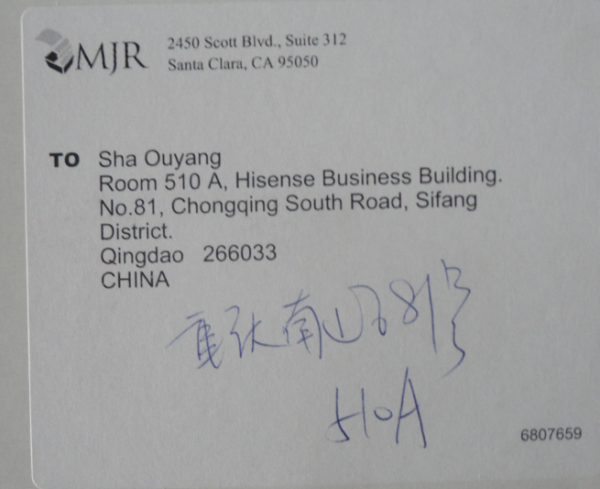 MJR
2450 Scott Blvd., Suite 312
Santa Clara, CA 95050
TO Sha Ouyang
Room 510 A, Hisense Business Building.
No.81, Chongqing South Road, Sifang
District.
Qingdao 266033
CHINA
重庆南路81号
510A
6807659